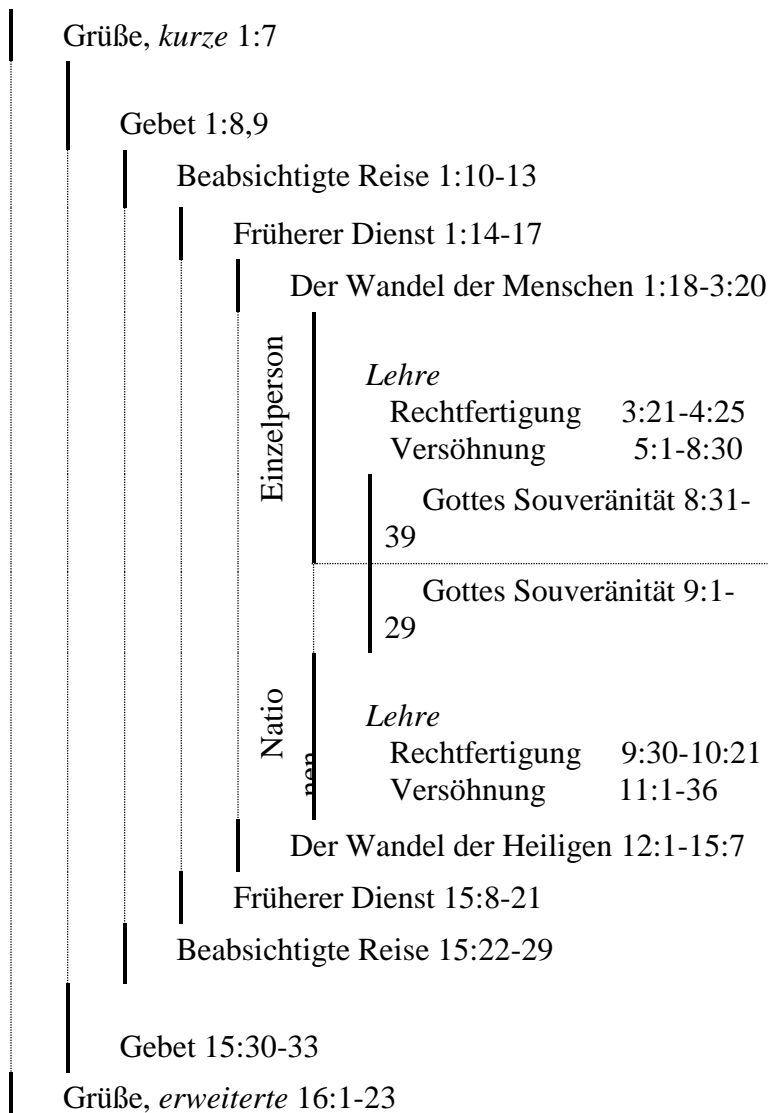 Grüße, kurze 1:7
Gebet 1:8,9
Beabsichtigte Reise 1:10-13
Früherer Dienst 1:14-17
Der Wandel der Menschen 1:18-3:20
Einzelperson
Lehre
Rechtfertigung 3:21-4:25
Versöhnung 5:1-8:30
Gottes Souveränität 8:31-
39
Gottes Souveränität 9:1-
29
Natio
nen
Lehre
Rechtfertigung 9:30-10:21
Versöhnung 11:1-36
Der Wandel der Heiligen 12:1-15:7
Früherer Dienst 15:8-21
Beabsichtigte Reise 15:22-29
Gebet 15:30-33
Grüße, erweiterte 16:1-23